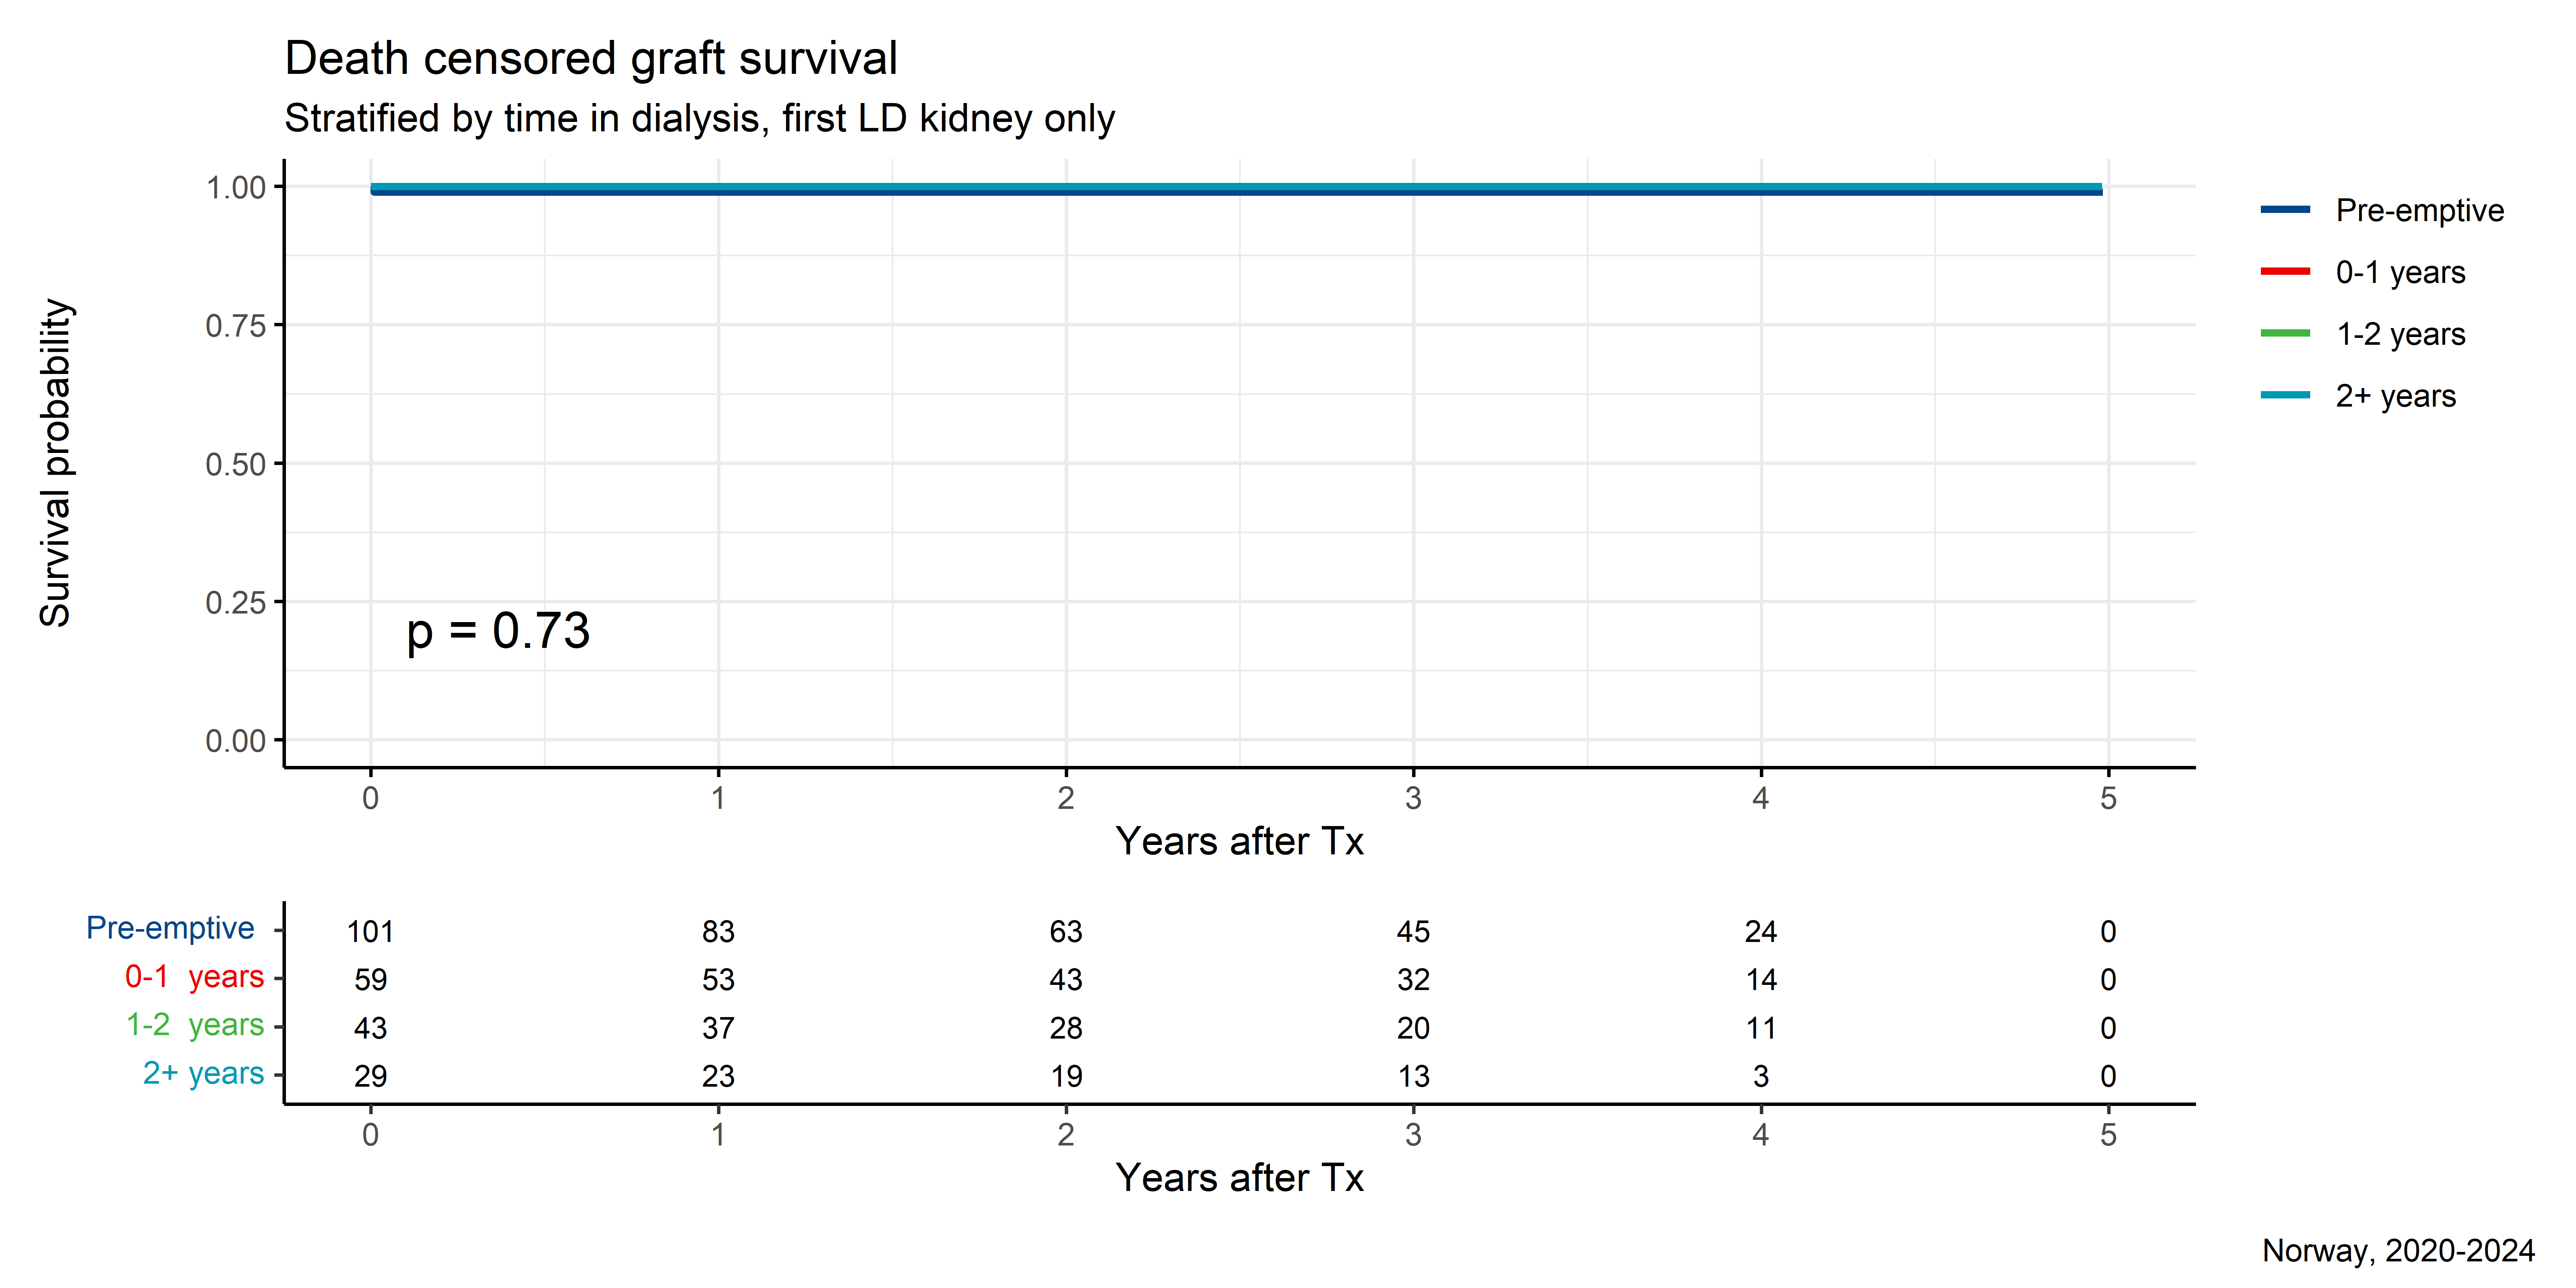 Death censored graft survival
Stratified by time in dialysis, first LD kidney only
Survival probability
1.00
0.75
0.50
0.25
0.00
p = 0.73
0 1 2 3 4 5
Years after Tx
Pre-emptive
0-1 years
1-2 years
2+ years
Pre-emptive 101 83 63 45 24 0
0-1 years 59 53 43 32 14 0
1-2 years 43 37 28 20 11 0
2+ years 29 23 19 13 3 0
0 1 2 3 4 5
Years after Tx
Norway, 2020-2024